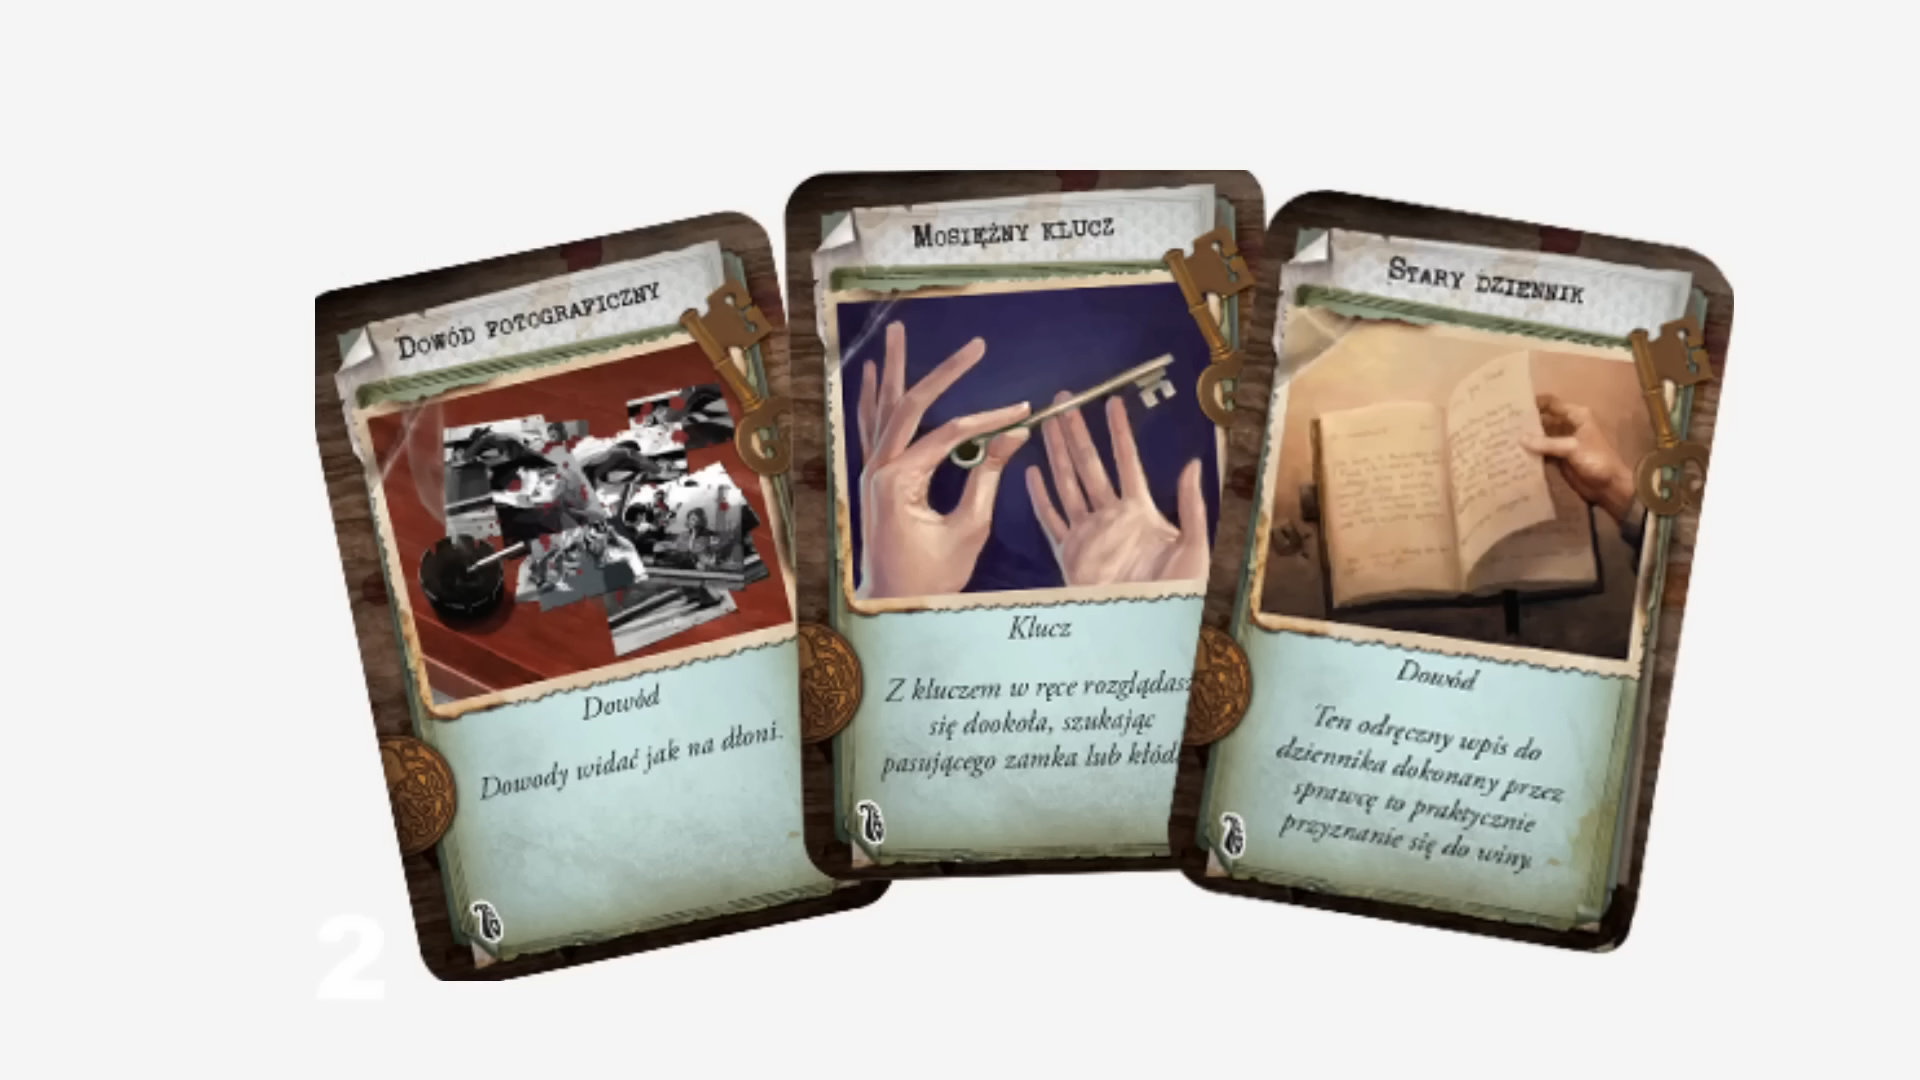 Dowód fotograficzny
Dowód
Dowody widać jak na dłoni.
Mosiężny klucz
Klucz
Z kluczem w ręce rozglądasz
się dookoła, szukając
pasującego zamka lub
Stary dziennik
Dowód
Ten odręczny wpis do
dziennika dokonany przez
sprawcę to praktycznie
przyznanie się do winy.
2